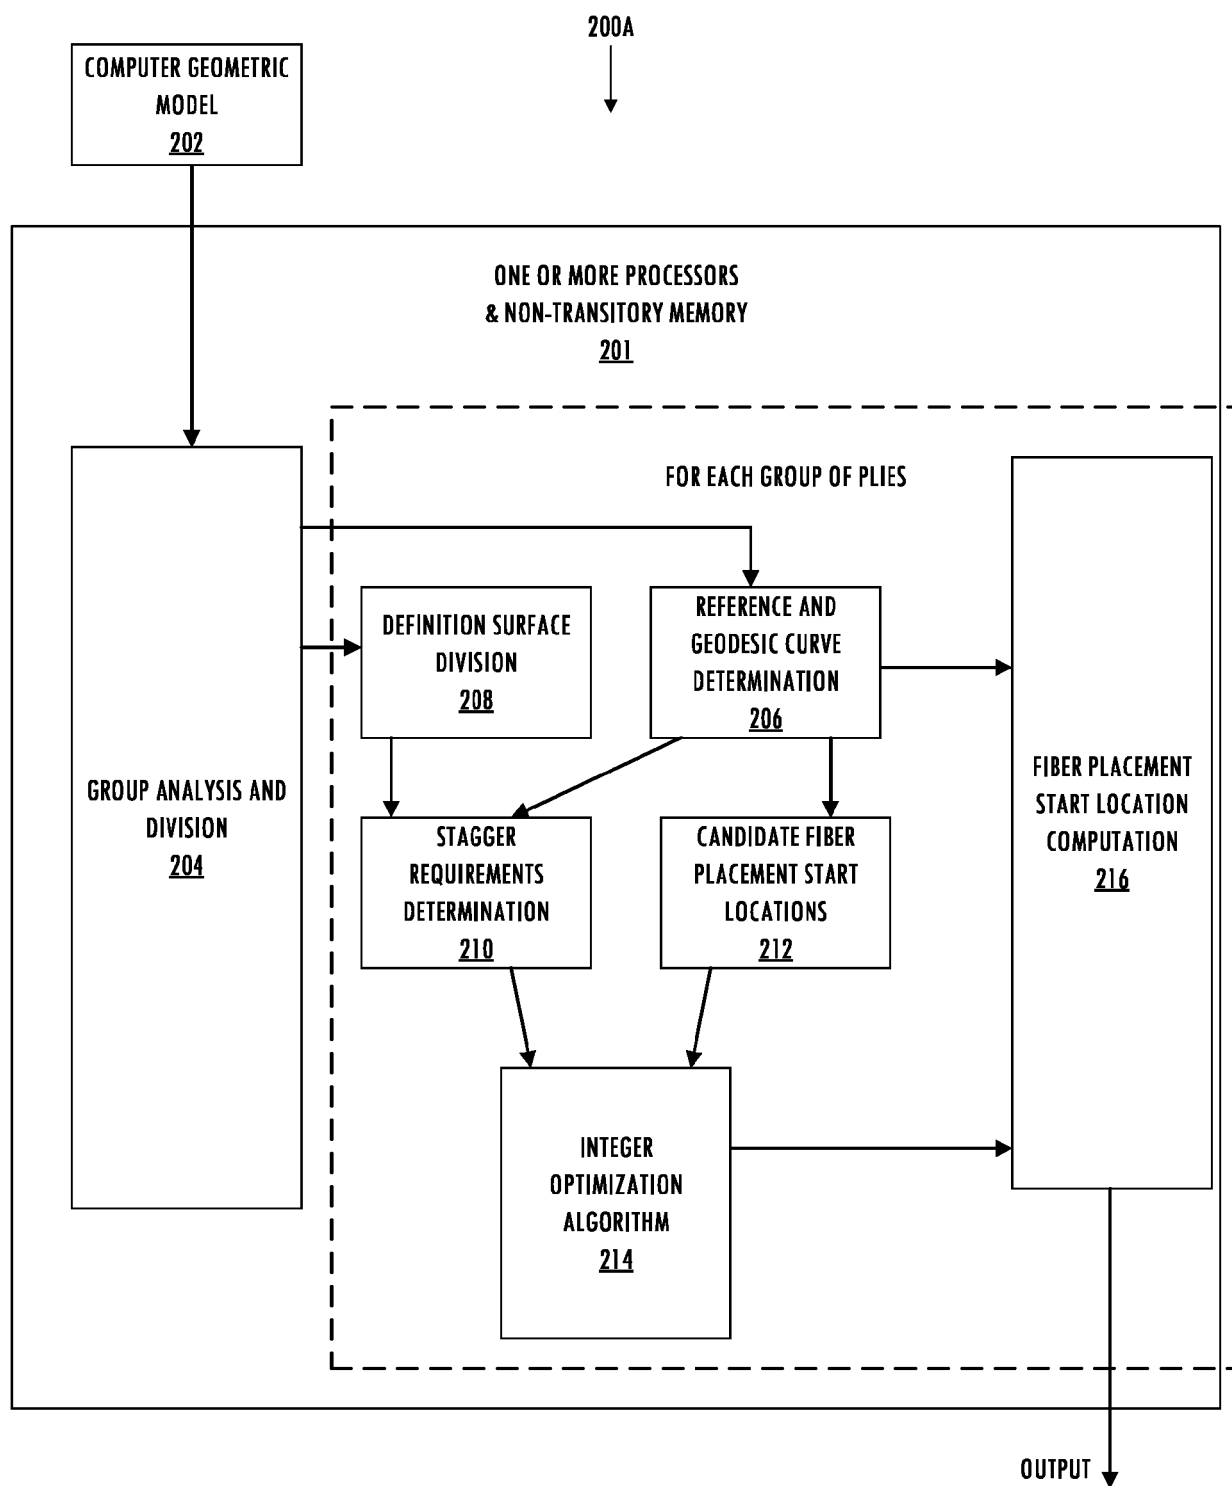 200A
COMPUTER GEOMETRIC
MODEL
202
ONE OR MORE PROCESSORS
& NON-TRANSITORY MEMORY
201
FOR EACH GROUP OF PLIES
GROUP ANALYSIS AND
DIVISION
204
DEFINITION SURFACE
DIVISION
208
REFERENCE AND
GEODESIC CURVE
DETERMINATION
206
STAGGER
REQUIREMENTS
DETERMINATION
210
CANDIDATE FIBER
PLACEMENT START
LOCATIONS
212
FIBER PLACEMENT
START LOCATION
COMPUTATION
216
INTEGER
OPTIMIZATION
ALGORITHM
214
OUTPUT